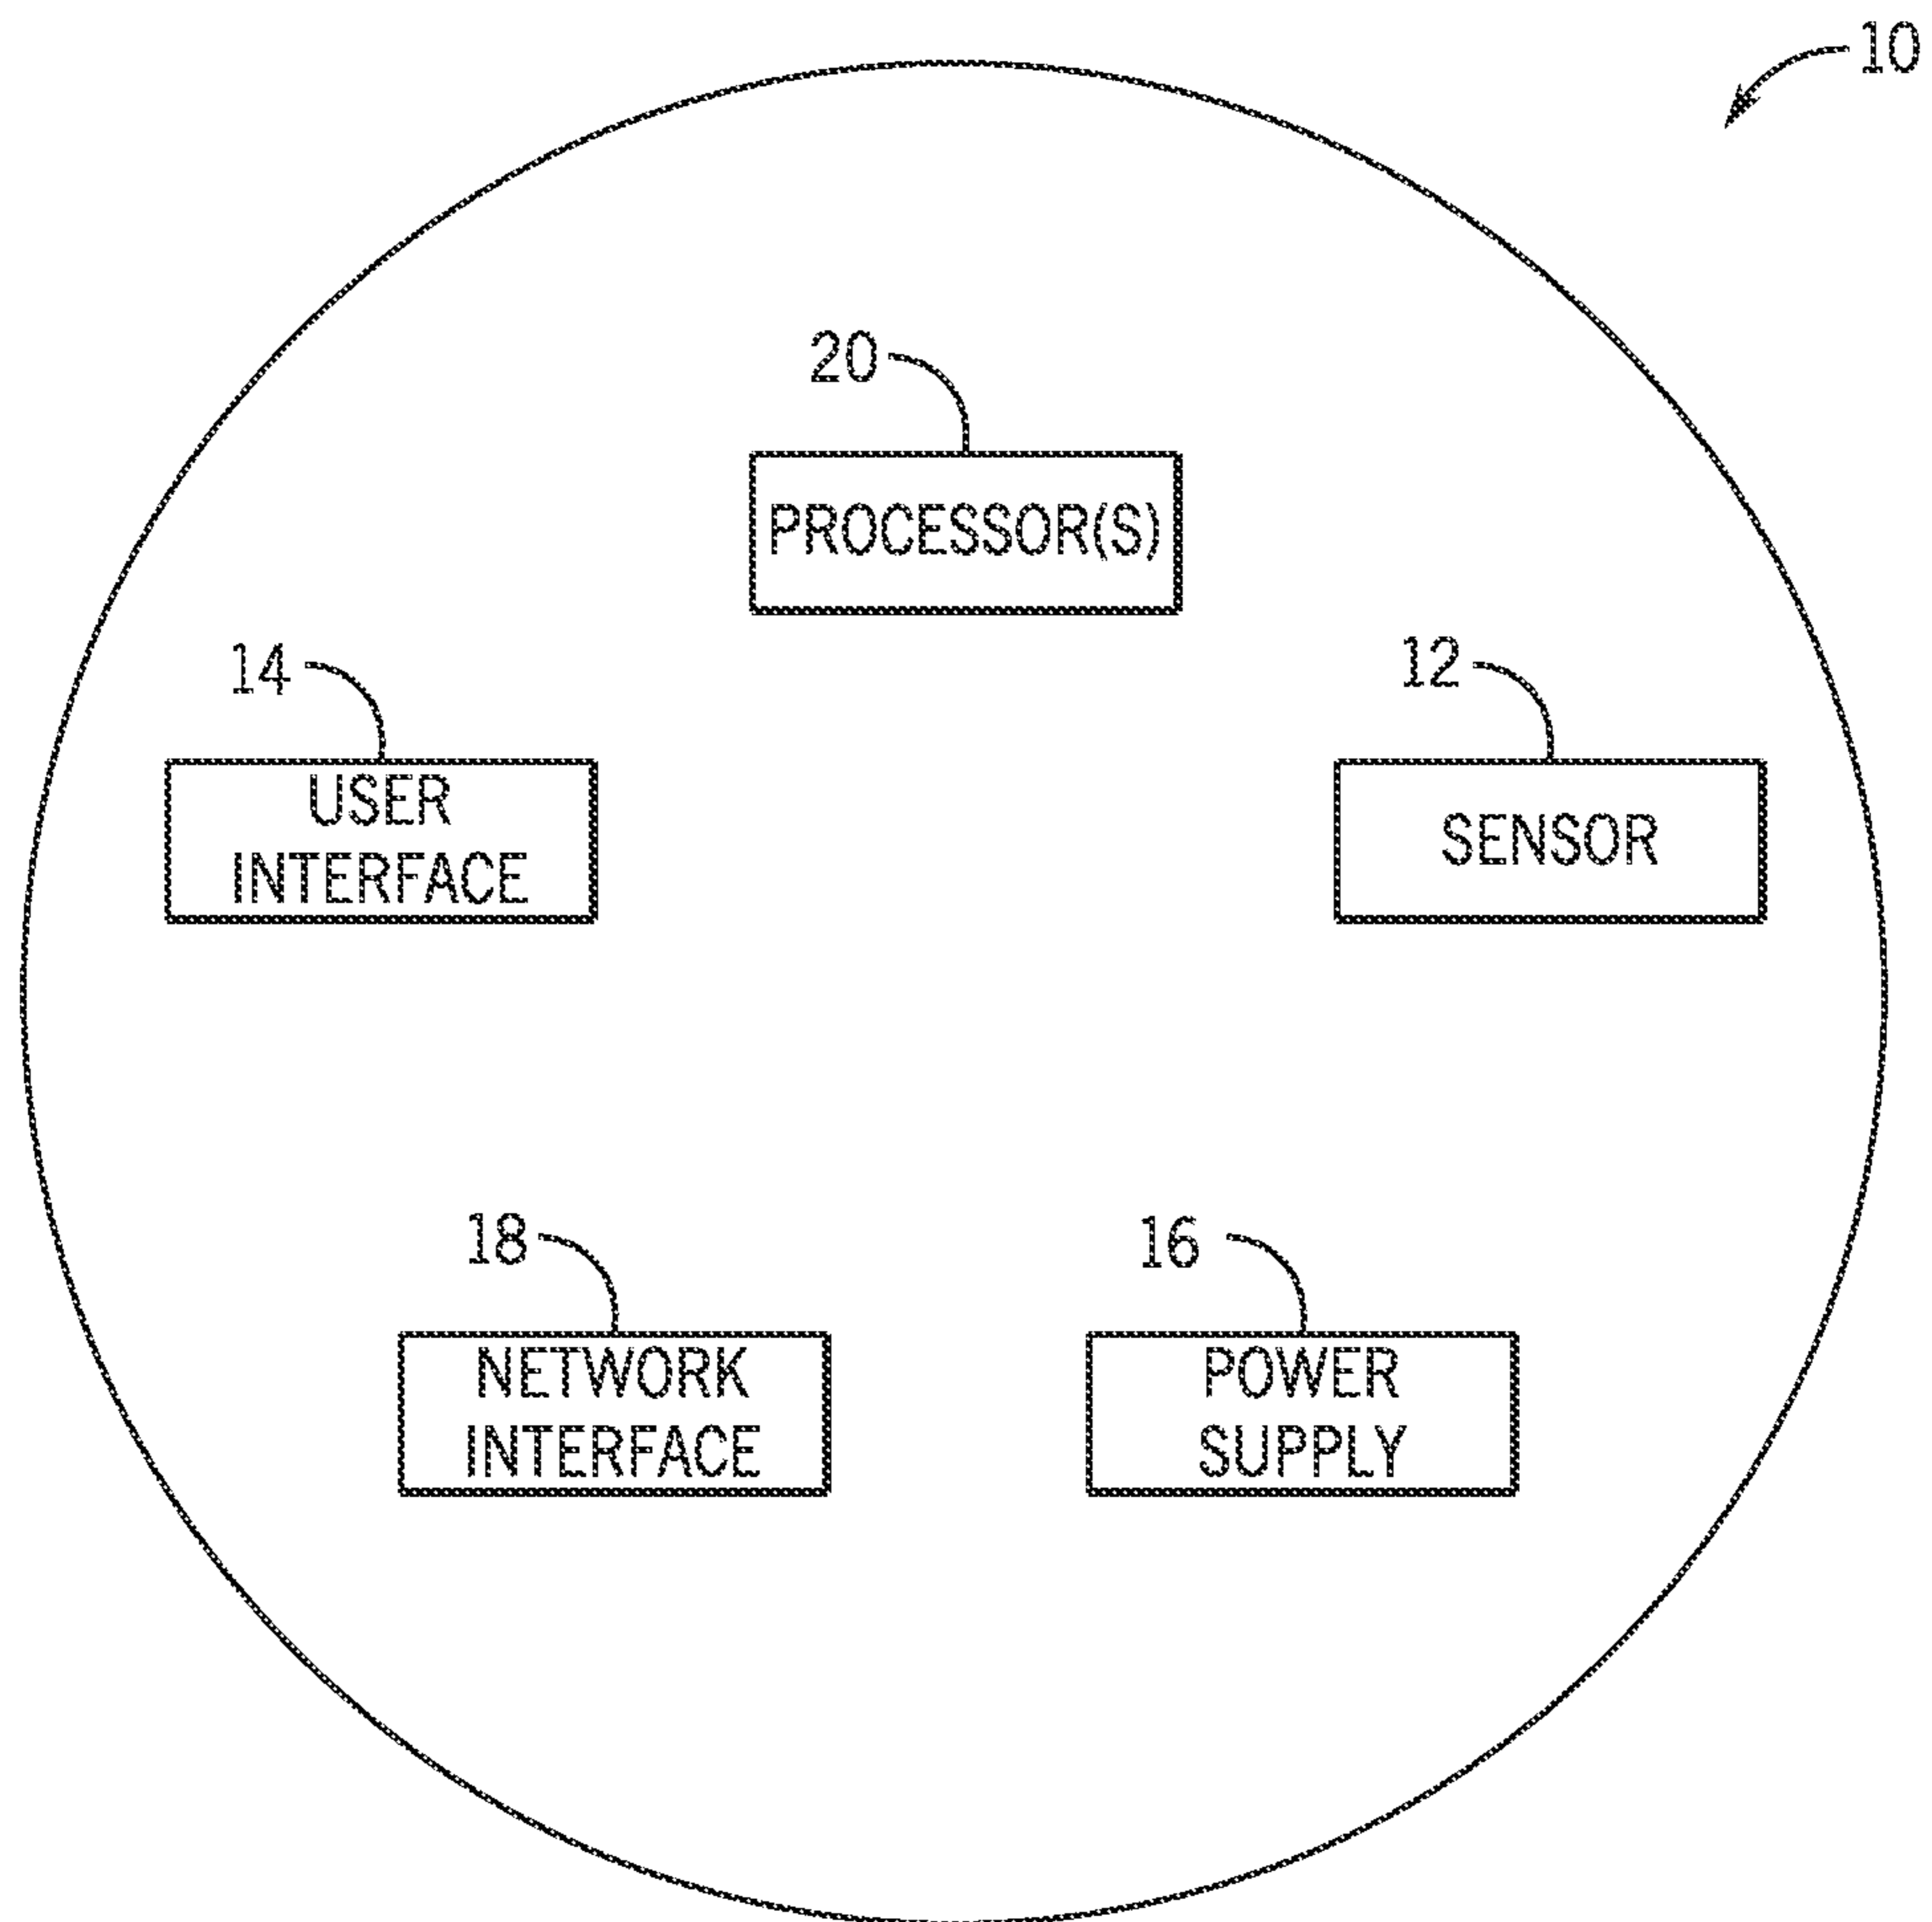 10
20
PROCESSOR(S)
14
USER
INTERFACE
12
SENSOR
18
NETWORK
INTERFACE
16
POWER
SUPPLY